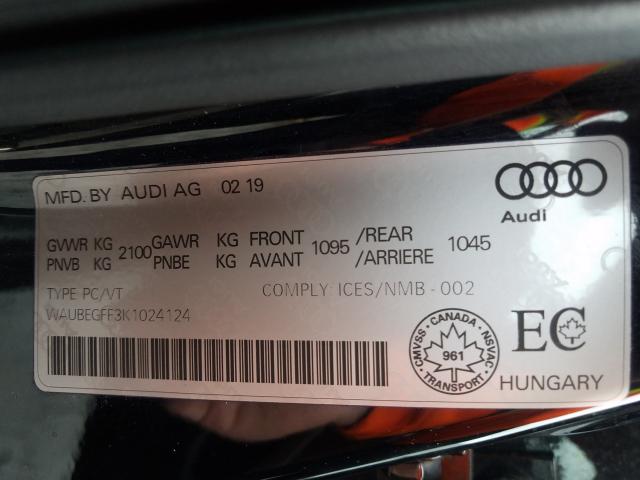 MFD. BY AUDI AG 02 19
Audi
GVWR KG 2100 GAWR KG FRONT 1095 /REAR 1045
PNVB KG PNBE KG AVANT /ARRIERE
TYPE PC/VT COMPLY: ICES/NMB - 002
WAUBEGFF3K1024124
CMVSS - CANADA - NSVAC
961
TRANSPORT
EC
HUNGARY